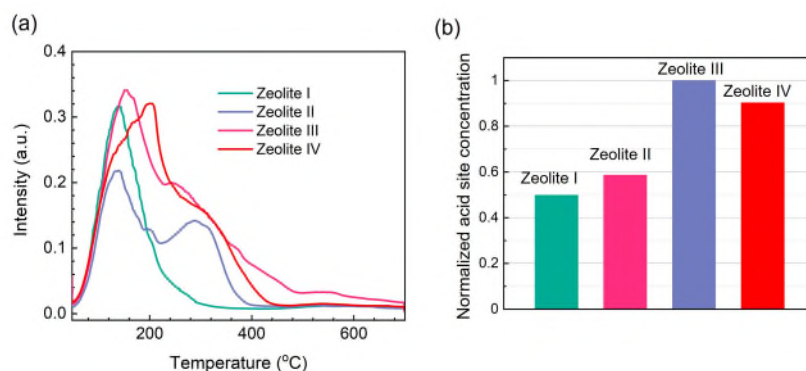 (a)
0.4
0.3
0.2
0.1
0.0
Intensity (a.u.)
Zeolite I
Zeolite II
Zeolite III
Zeolite IV
200
400
600
Temperature (°C)
(b)
1
0.8
0.6
0.4
0.2
0
Normalized acid site concentration
Zeolite I
Zeolite II
Zeolite III
Zeolite IV